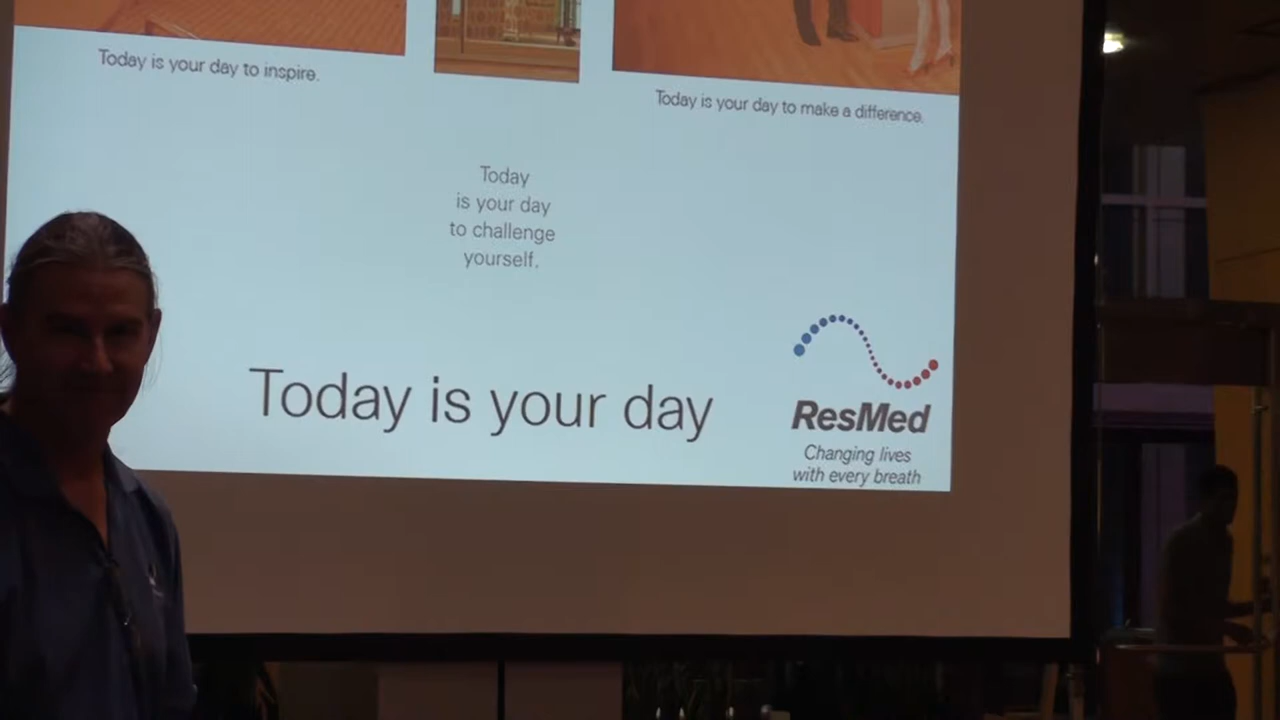 Today is your day to inspire.
Today is your day to make a difference.
Today
is your day
to challenge
yourself.
Today is your day
ResMed
Changing lives
with every breath